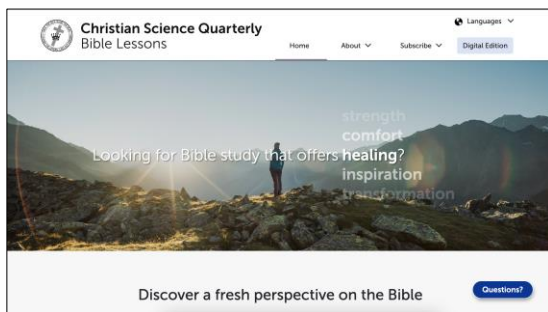 Languages
Christian Science Quarterly
Bible Lessons
Home About Subscribe Digital Edition
strength
comfort
Looking for Bible study that offers healing?
inspiration
transformation
Discover a fresh perspective on the Bible
Questions?